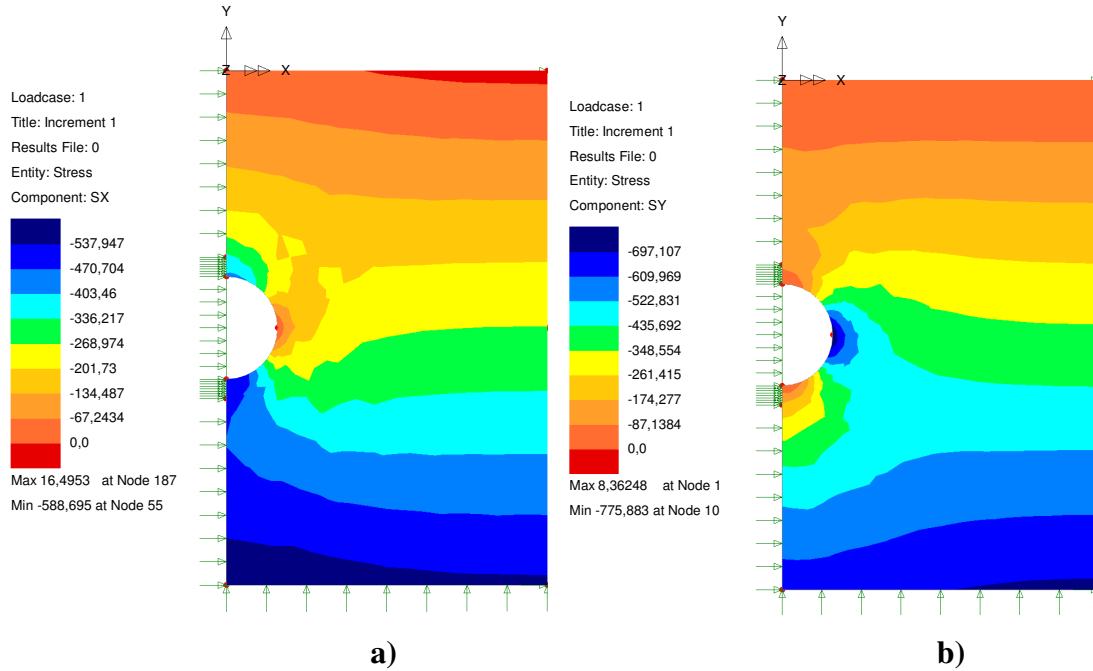 Y
Z X
Loadcase: 1
Title: Increment 1
Results File: 0
Entity: Stress
Component: SX
-537,947
-470,704
-403,46
-336,217
-268,974
-201,73
-134,487
-67,2434
0,0
Max 16,4953 at Node 187
Min -588,695 at Node 55
a)
Y
Z X
Loadcase: 1
Title: Increment 1
Results File: 0
Entity: Stress
Component: SY
-697,107
-609,969
-522,831
-435,692
-348,554
-261,415
-174,277
-87,1384
0,0
Max 8,36248 at Node 1
Min -775,883 at Node 10
b)